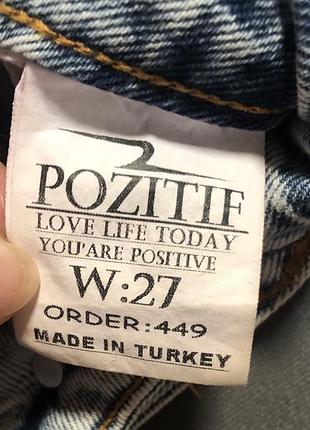 POZITIF
LOVE LIFE TODAY
YOU'ARE POSITIVE
W:27
ORDER:449
MADE IN TURKEY